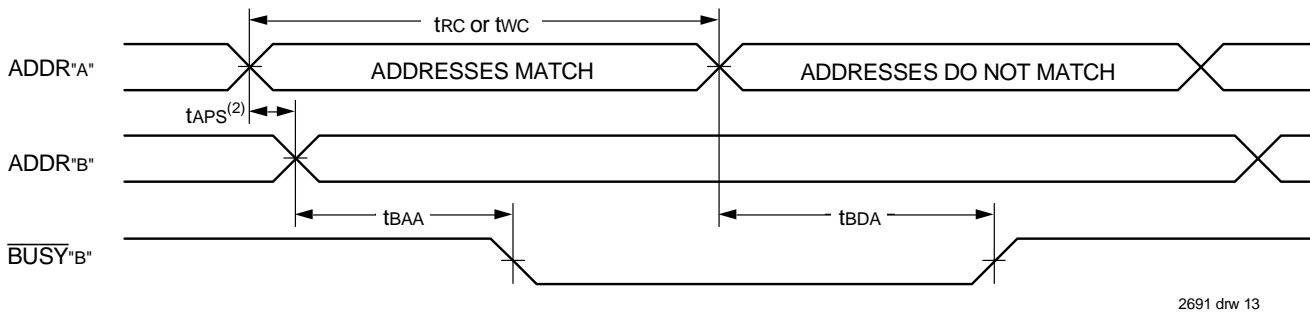 tRC or tWC
ADDR"A"
ADDRESSES MATCH
ADDRESSES DO NOT MATCH
tAPS(2)
ADDR"B"
tBAA
tBDA
BUSY"B"
2691 drw 13